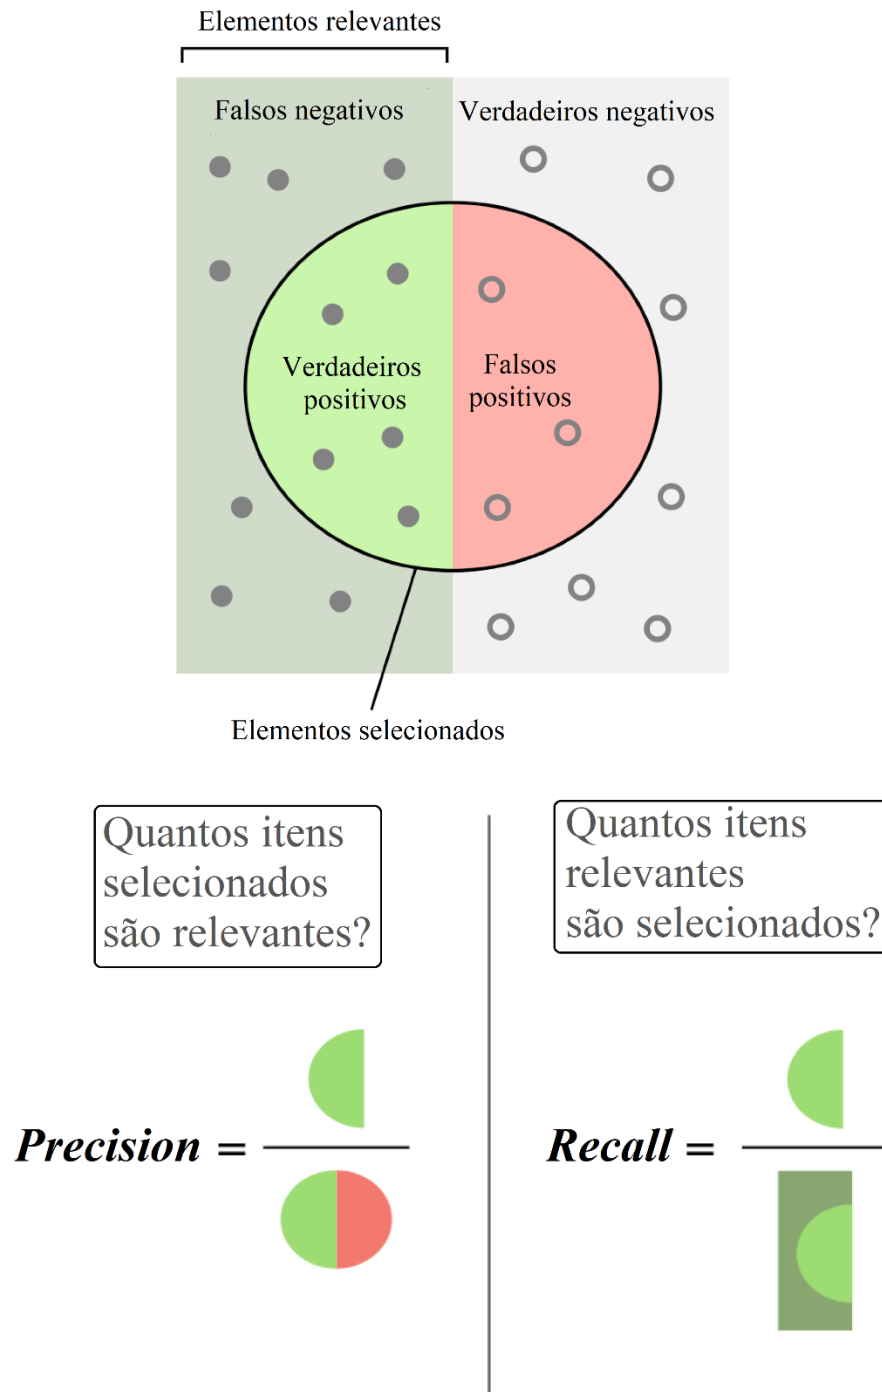 Elementos relevantes
Falsos negativos
Verdadeiros negativos
Verdadeiros
positivos
Falsos
positivos
Elementos selecionados
Quantos itens
selecionados
são relevantes?
Quantos itens
relevantes
são selecionados?
Precision =
Recall =